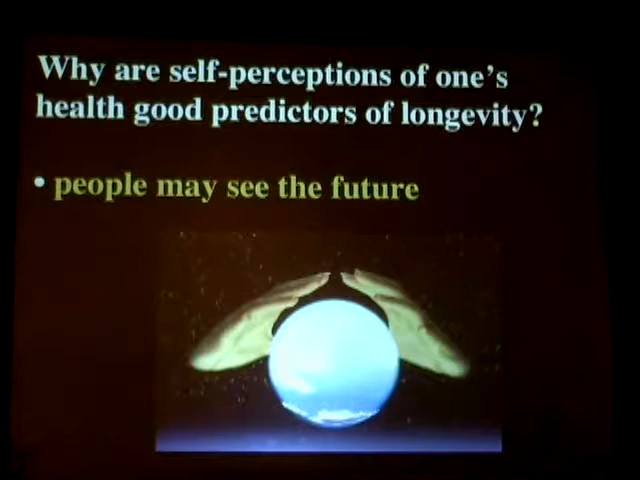 Why are self-perceptions of one's
health good predictors of longevity?
• people may see the future